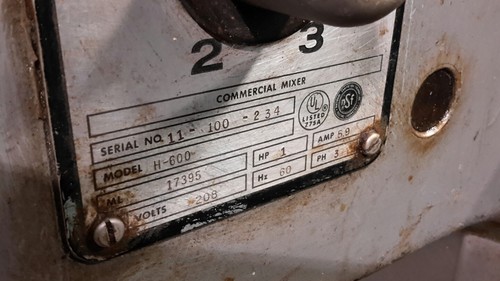 2 3
COMMERCIAL MIXER
SERIAL NO. 11-100-234
UL LISTED 775A
NSF
MODEL H-600 HP 1 AMP 5.9
ML 17395 Hz 60 PH 3
VOLTS 208